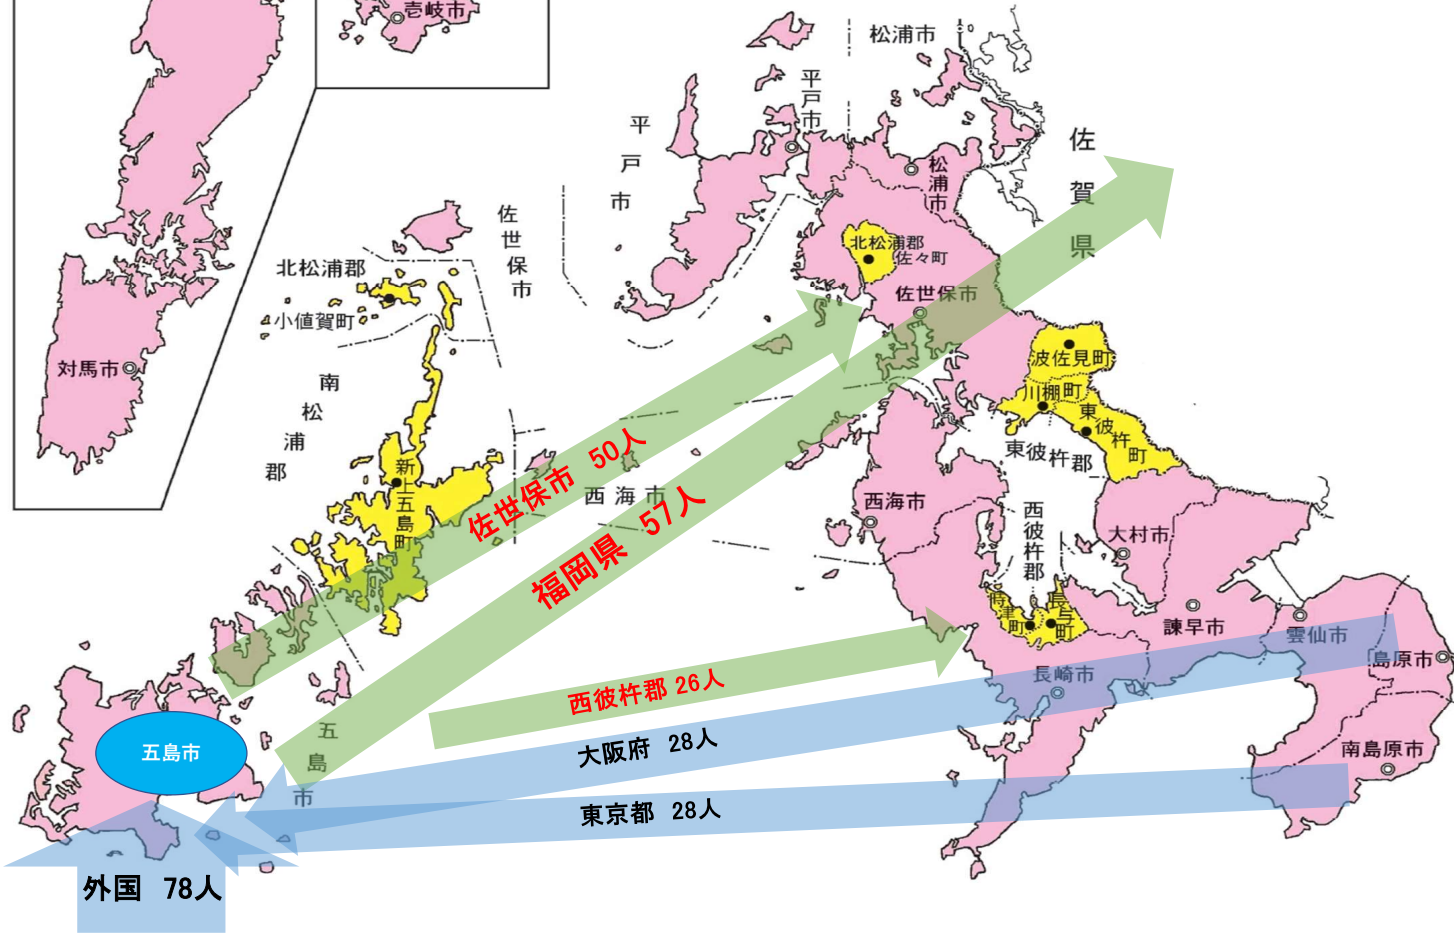 壱岐市
松浦市
平戸市
平戸市
佐賀県
松浦市
佐世保市
北松浦郡
佐々町
北松浦郡
小値賀町
佐世保市
対馬市
南松浦郡
波佐見町
川棚町
東彼杵町
東彼杵郡
新上五島町
佐世保市 50人
西海市
福岡県 57人
西海市
西彼杵郡
大村市
時津町
長与町
諫早市
雲仙市
島原市
西彼杵郡 26人
長崎市
五島市
五島市
大阪府 28人
南島原市
東京都 28人
外国 78人